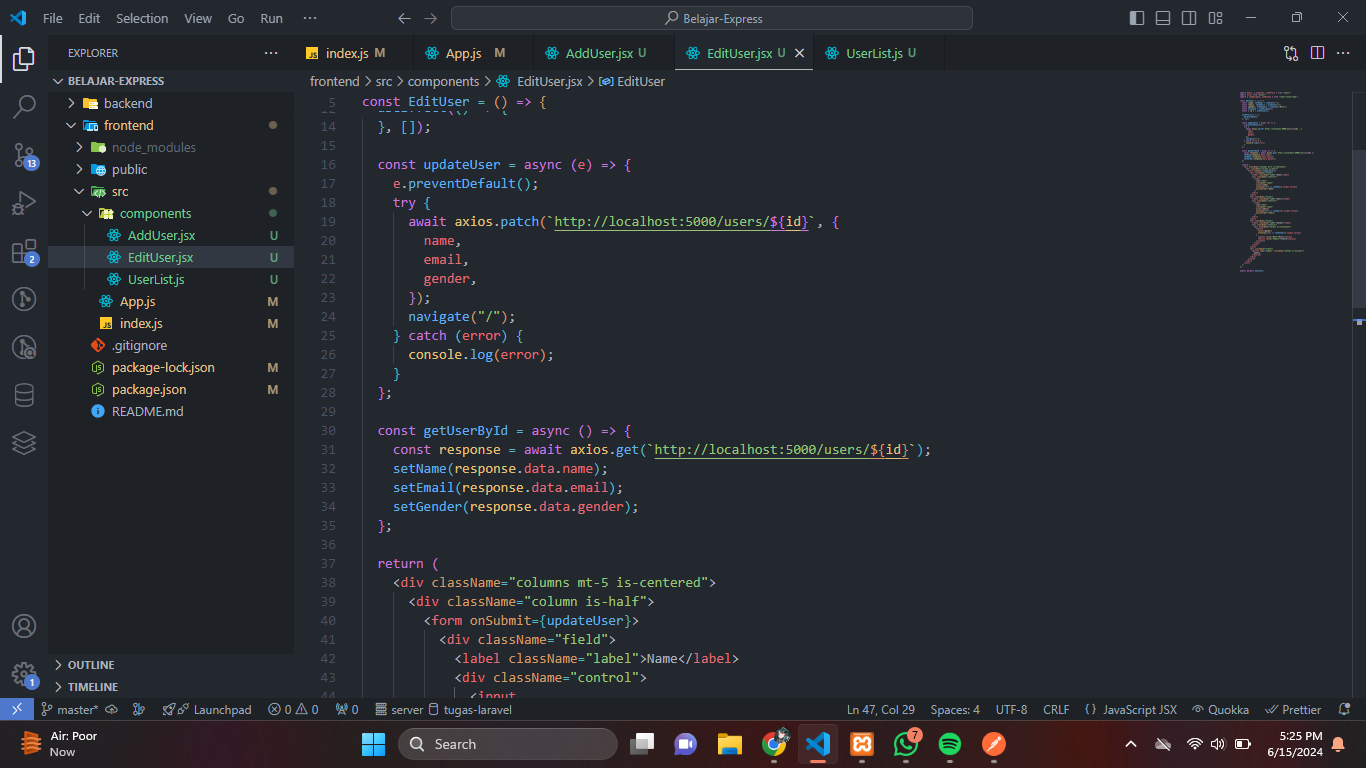 File Edit Selection View Go Run ··· Belajar-Express
EXPLORER ···
BELAJAR-EXPRESS
backend
frontend
node_modules
public
src
components
AddUser.jsx U
EditUser.jsx U
UserList.js U
App.js M
index.js M
.gitignore
package-lock.json M
package.json M
README.md
OUTLINE
TIMELINE
13
2
1
JS index.js M App.js M AddUser.jsx U EditUser.jsx U UserList.js U ···
frontend > src > components > EditUser.jsx > EditUser
5 const EditUser = () => {
14 }, []);
15
16 const updateUser = async (e) => {
17 e.preventDefault();
18 try {
19 await axios.patch(`http://localhost:5000/users/${id}`, {
20 name,
21 email,
22 gender,
23 });
24 navigate("/");
25 } catch (error) {
26 console.log(error);
27 }
28 };
29
30 const getUserById = async () => {
31 const response = await axios.get(`http://localhost:5000/users/${id}`);
32 setName(response.data.name);
33 setEmail(response.data.email);
34 setGender(response.data.gender);
35 };
36
37 return (
38 <div className="columns mt-5 is-centered">
39 <div className="column is-half">
40 <form onSubmit={updateUser}>
41 <div className="field">
42 <label className="label">Name</label>
43 <div className="control">
44 <input
master* Launchpad 0 0 0 server tugas-laravel Ln 47, Col 29 Spaces: 4 UTF-8 CRLF {} JavaScript JSX Quokka Prettier
Air: Poor
Now
Search
7
5:25 PM
6/15/2024